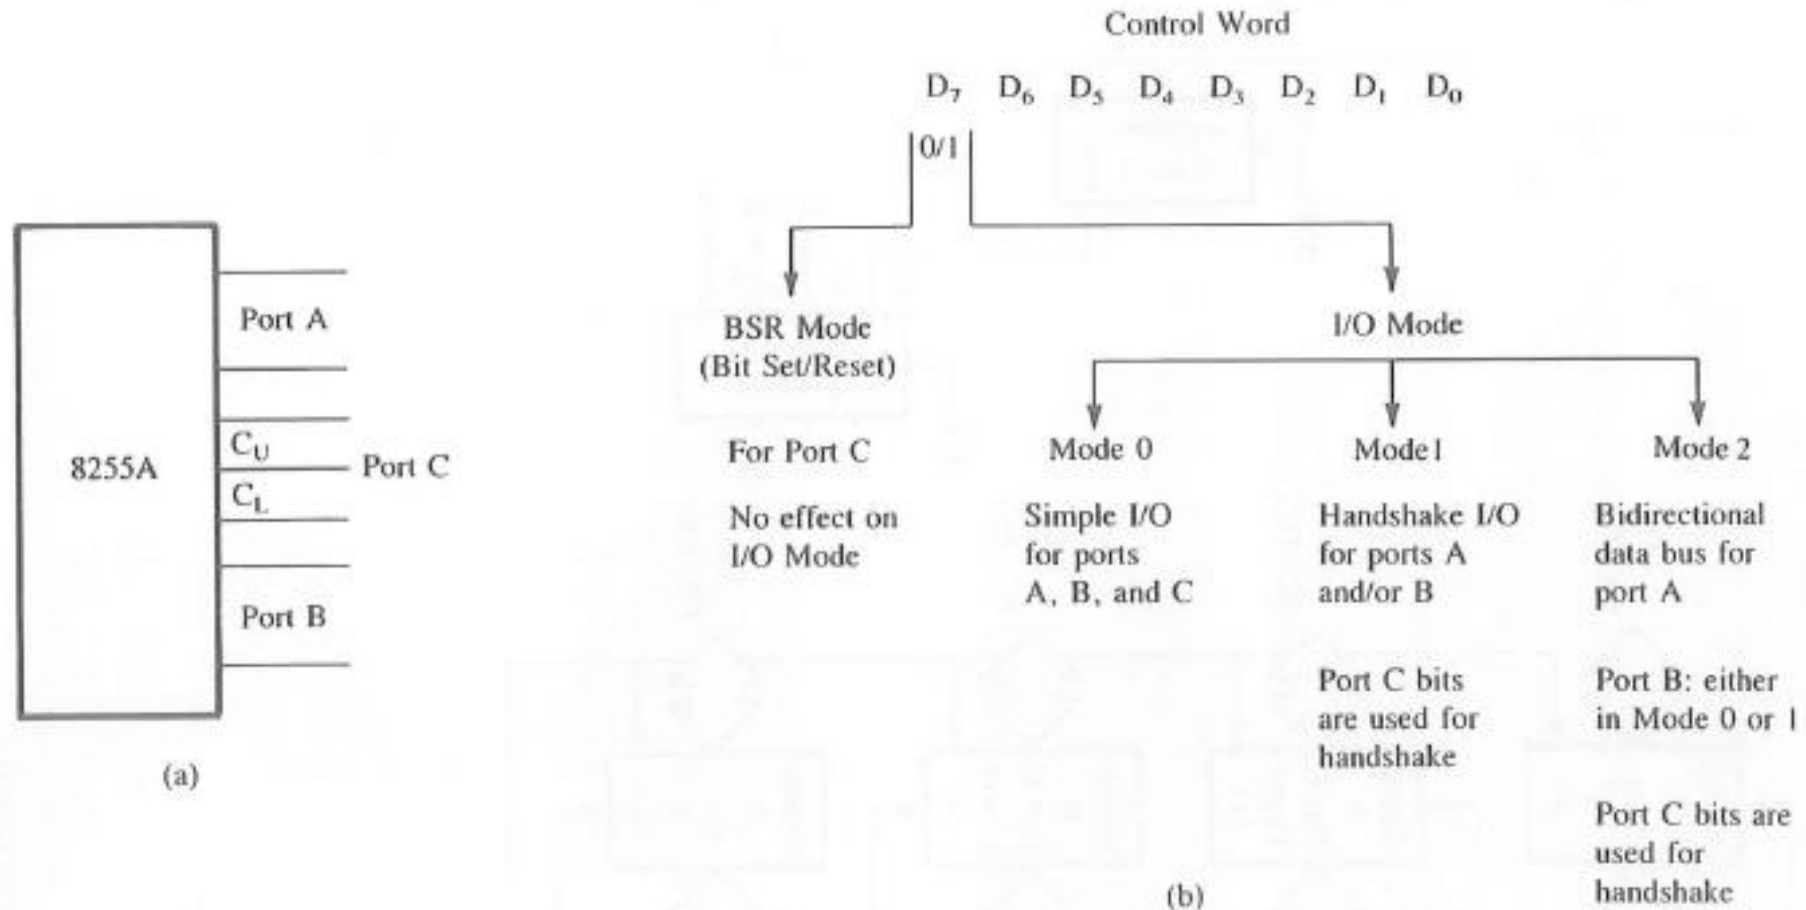 Control Word
D₇ D₆ D₅ D₄ D₃ D₂ D₁ D₀
0/1
8255A
Port A
C_U
C_L
Port C
Port B
(a)
BSR Mode
(Bit Set/Reset)
For Port C
No effect on
I/O Mode
I/O Mode
Mode 0
Simple I/O
for ports
A, B, and C
Mode 1
Handshake I/O
for ports A
and/or B
Port C bits
are used for
handshake
Mode 2
Bidirectional
data bus for
port A
Port B: either
in Mode 0 or 1
Port C bits are
used for
handshake
(b)